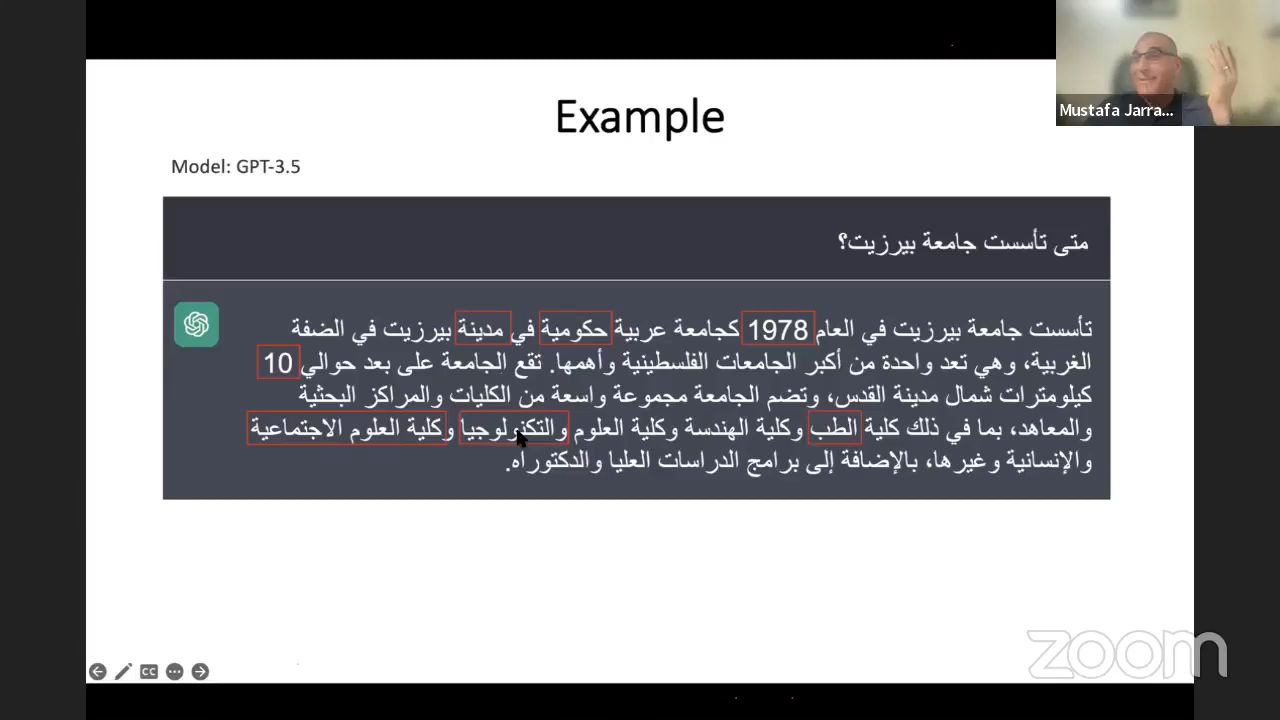 Mustafa Jarra...
Example
Model: GPT-3.5
متى تأسست جامعة بيرزيت؟
تأسست جامعة بيرزيت في العام 1978 كجامعة عربية حكومية في مدينة بيرزيت في الضفة
الغربية، وهي تعد واحدة من أكبر الجامعات الفلسطينية وأهمها. تقع الجامعة على بعد حوالي 10
كيلومترات شمال مدينة القدس، وتضم الجامعة مجموعة واسعة من الكليات والمراكز البحثية
والمعاهد، بما في ذلك كلية الطب وكلية الهندسة وكلية العلوم والتكنولوجيا وكلية العلوم الاجتماعية
والإنسانية وغيرها، بالإضافة إلى برامج الدراسات العليا والدكتوراه.
CC
zoom